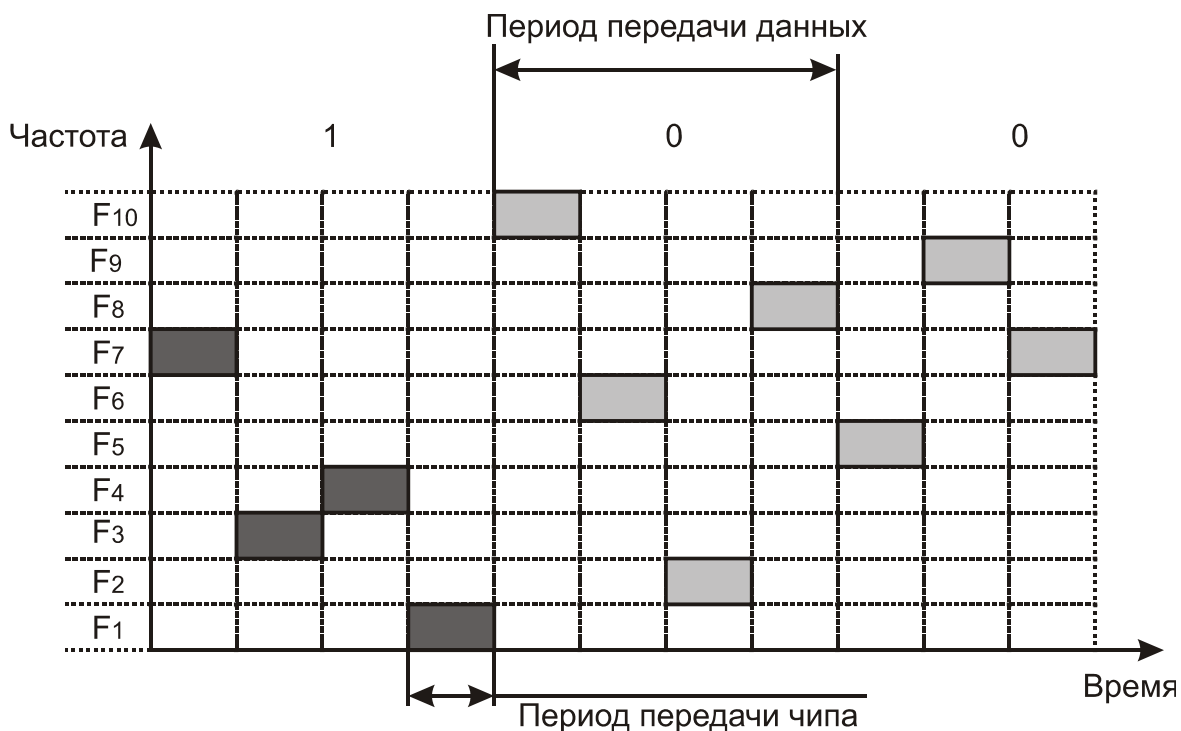 Период передачи данных
Частота 1 0 0
F10
F9
F8
F7
F6
F5
F4
F3
F2
F1
Время
Период передачи чипа